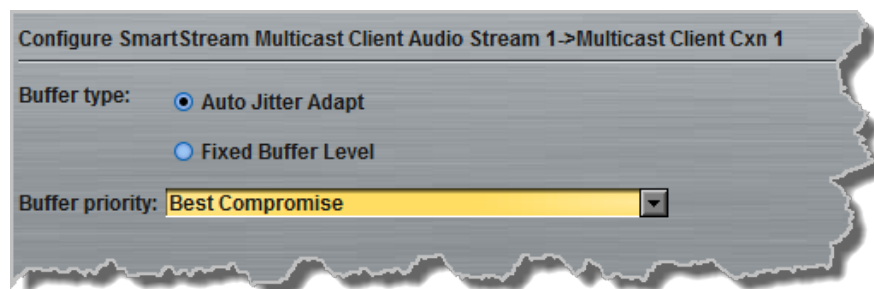 Configure SmartStream Multicast Client Audio Stream 1->Multicast Client Cxn 1
Buffer type:
Auto Jitter Adapt
Fixed Buffer Level
Buffer priority: Best Compromise